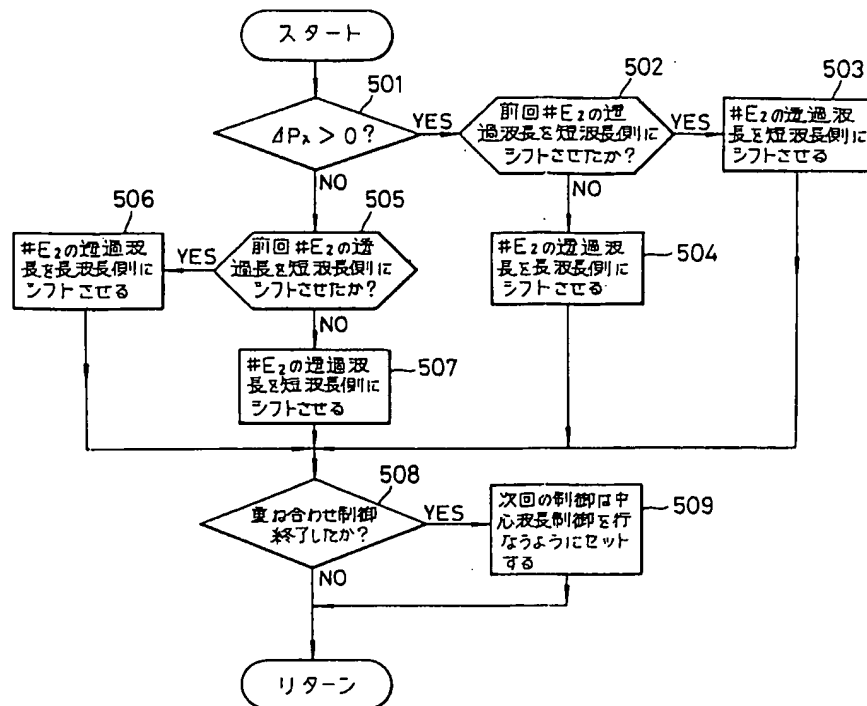 スタート
501
ΔPλ > 0?
YES
NO
502
前回#E₂の透
過波長を短波長側に
シフトさせたか?
YES
NO
503
#E₂の透過波
長を短波長側に
シフトさせる
504
#E₂の透過波
長を長波長側に
シフトさせる
505
前回#E₂の透
過長を短波長側に
シフトさせたか?
YES
NO
506
#E₂の透過波
長を長波長側に
シフトさせる
507
#E₂の透過波
長を短波長側に
シフトさせる
508
重ね合わせ制御
終了したか?
YES
NO
509
次回の制御は中
心波長制御を行
なうようにセット
する
リターン